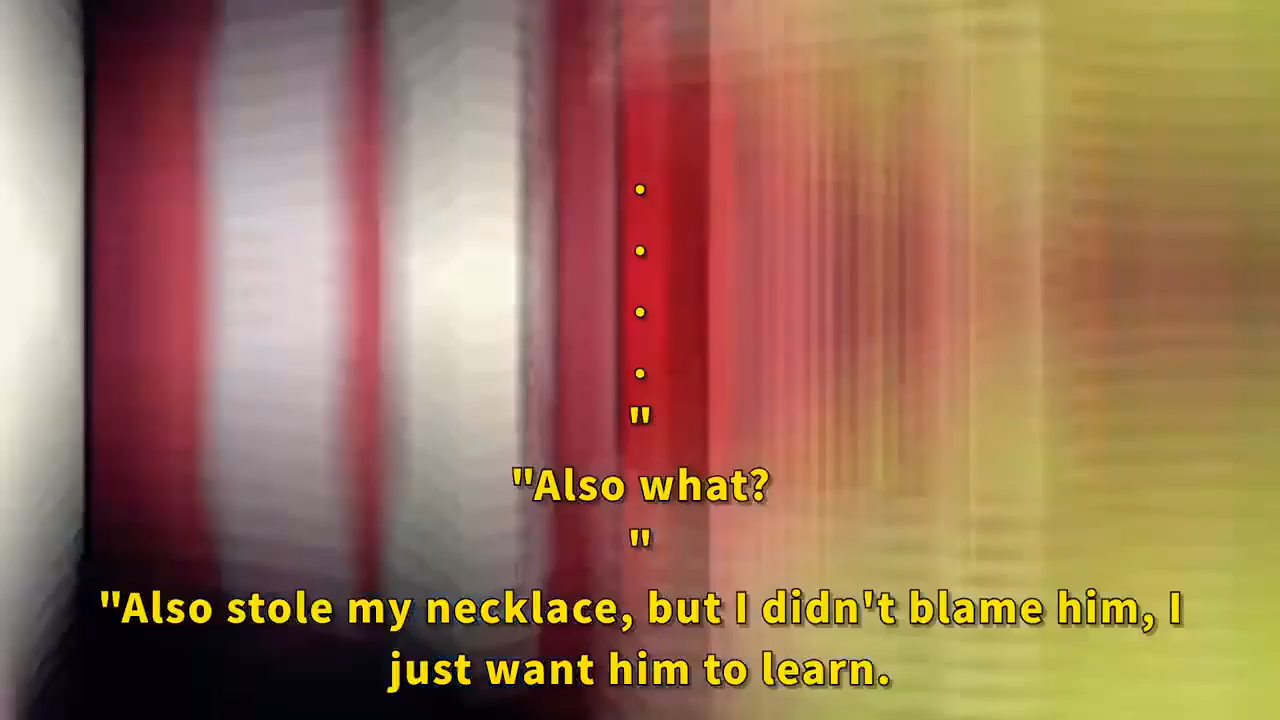 .
.
.
.
"
"Also what?
"
"Also stole my necklace, but I didn't blame him, I
just want him to learn.